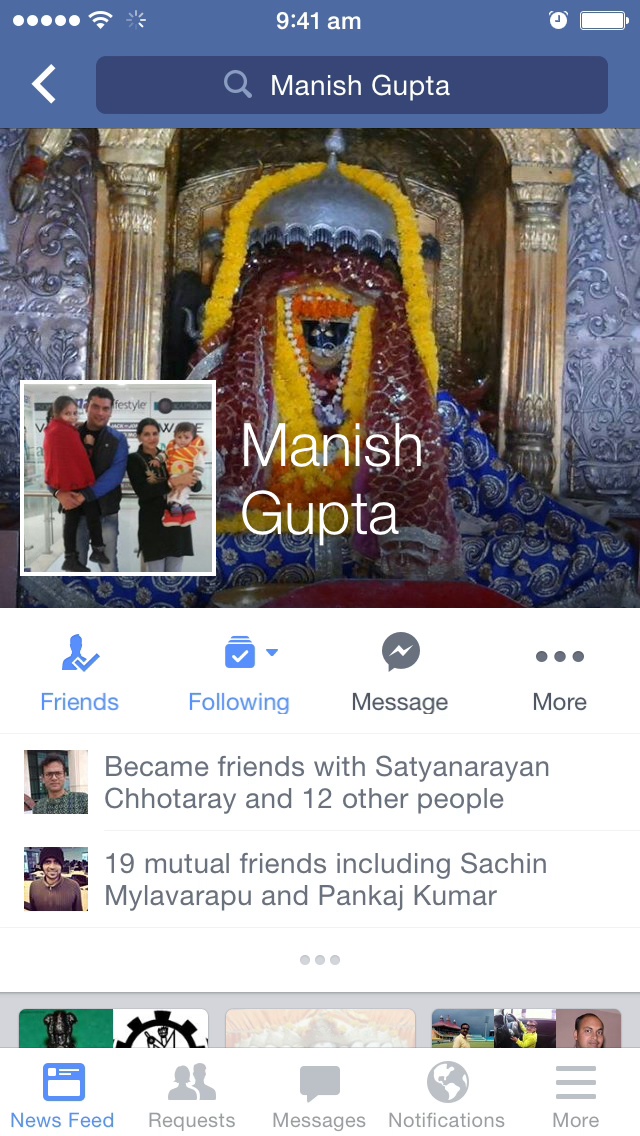 9:41 am
Manish Gupta
Manish
Gupta
Friends
Following
Message
More
Became friends with Satyanarayan
Chhotaray and 12 other people
19 mutual friends including Sachin
Mylavarapu and Pankaj Kumar
News Feed
Requests
Messages
Notifications
More